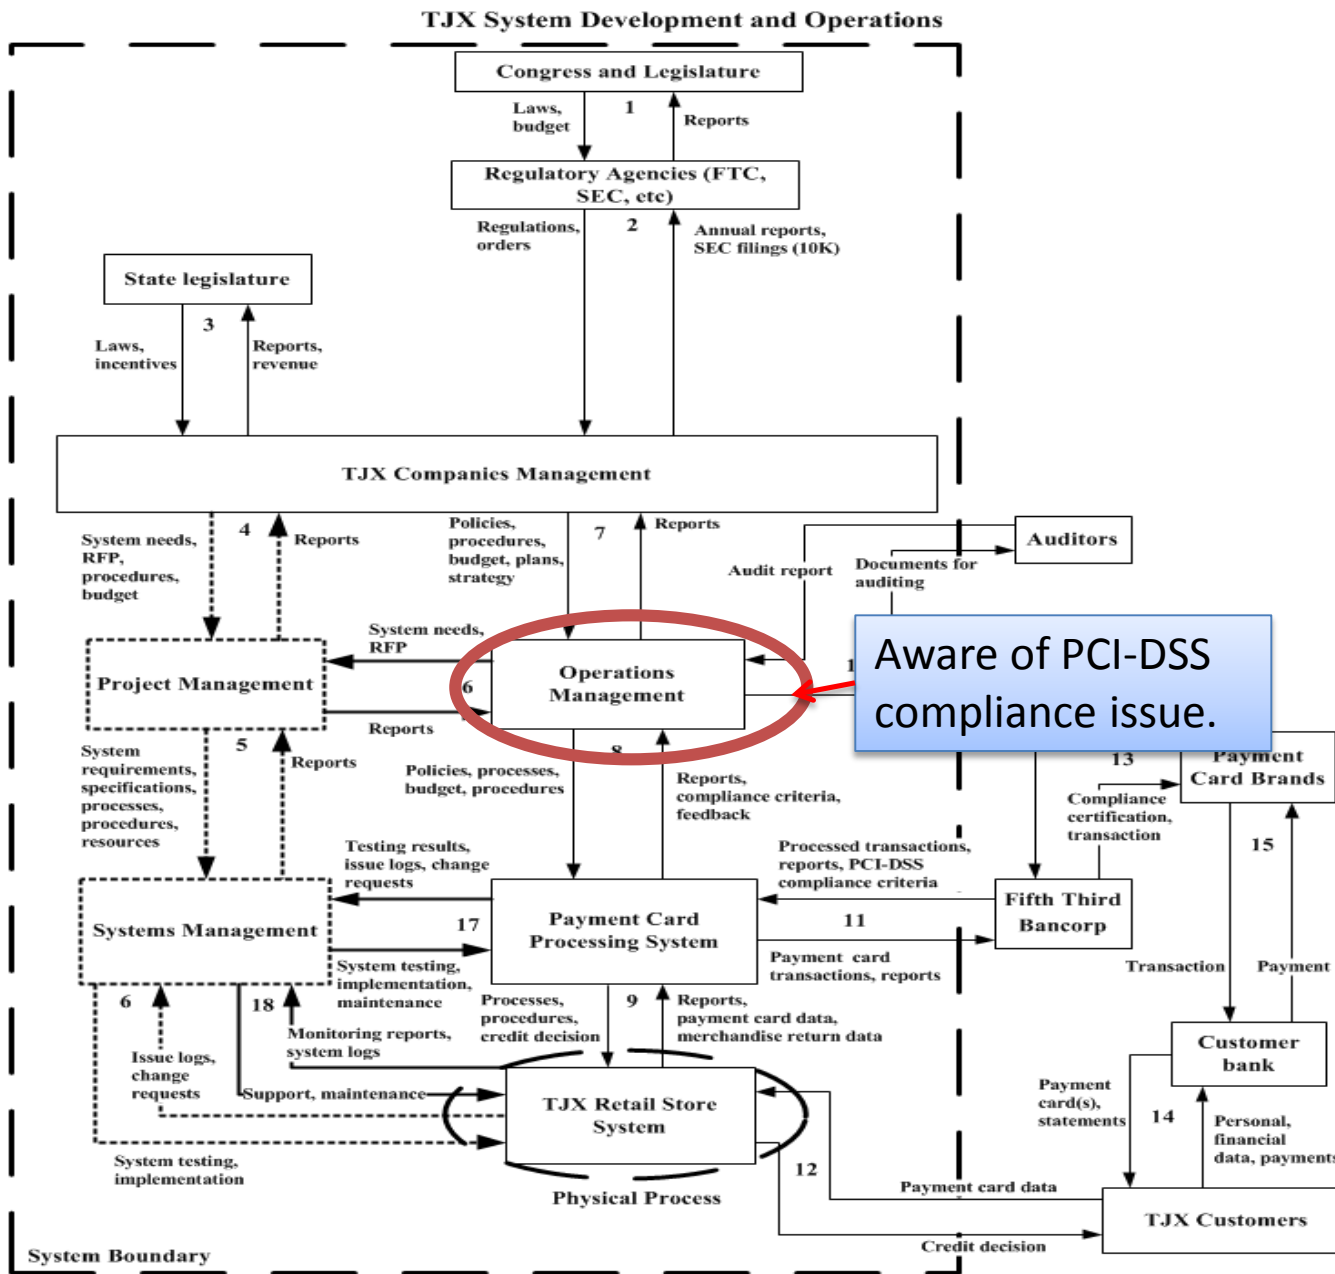 TJX System Development and Operations
Congress and Legislature
Laws,
budget
1
Reports
Regulatory Agencies (FTC,
SEC, etc)
Regulations,
orders
2
Annual reports,
SEC filings (10K)
State legislature
Laws,
incentives
3
Reports,
revenue
TJX Companies Management
System needs,
RFP,
procedures,
budget
4
Reports
Policies,
procedures,
budget, plans,
strategy
7
Reports
Audit report
Documents for
auditing
Auditors
System needs,
RFP
Project Management
6
Reports
Operations
Management
1
Aware of PCI-DSS
compliance issue.
System
requirements,
specifications,
processes,
procedures,
resources
5
Reports
Policies, processes,
budget, procedures
8
Reports,
compliance criteria,
feedback
13
Payment
Card Brands
Compliance
certification,
transaction
15
Testing results,
issue logs, change
requests
Processed transactions,
reports, PCI-DSS
compliance criteria
Systems Management
17
Payment Card
Processing System
11
Fifth Third
Bancorp
System testing,
implementation,
maintenance
Payment card
transactions, reports
Transaction
Payment
6
18
Monitoring reports,
system logs
Processes,
procedures,
credit decision
9
Reports,
payment card data,
merchandise return data
Issue logs,
change
requests
Support, maintenance
TJX Retail Store
System
Customer
bank
Payment
card(s),
statements
14
Personal,
financial
data, payments
System testing,
implementation
Physical Process
12
Payment card data
TJX Customers
Credit decision
System Boundary